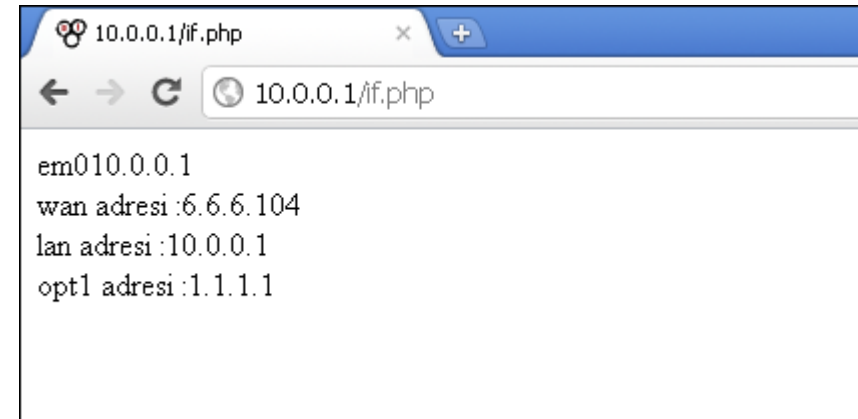 10.0.0.1/if.php
10.0.0.1/if.php
em010.0.0.1
wan adresi :6.6.6.104
lan adresi :10.0.0.1
opt1 adresi :1.1.1.1